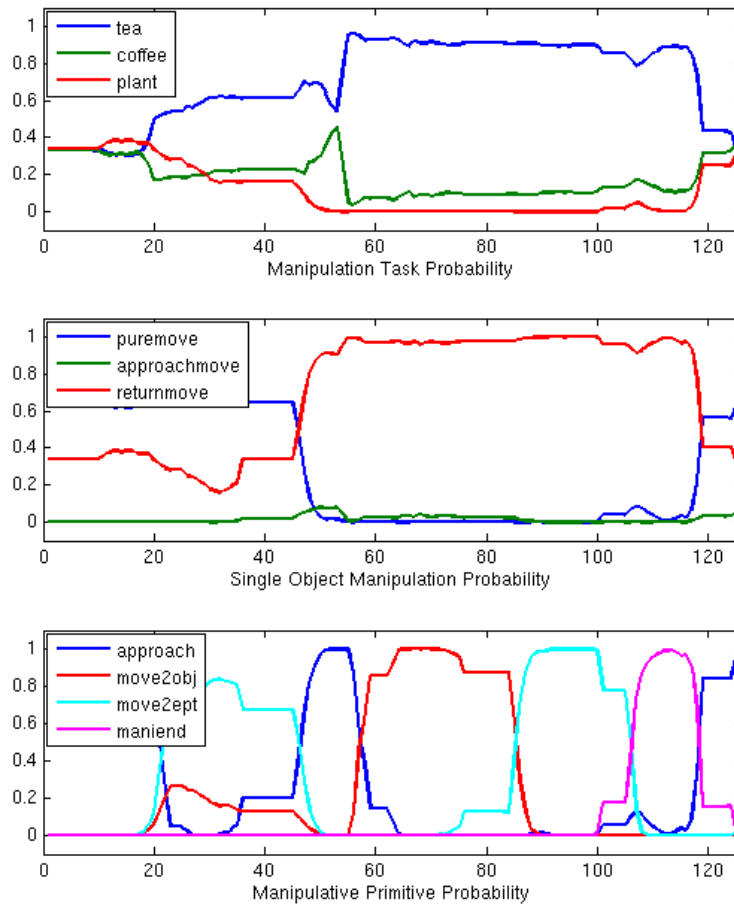 1
0.8
0.6
0.4
0.2
0
tea
coffee
plant
0 20 40 60 80 100 120
Manipulation Task Probability
1
0.8
0.6
0.4
0.2
0
puremove
approachmove
returnmove
0 20 40 60 80 100 120
Single Object Manipulation Probability
1
0.8
0.6
0.4
0.2
0
approach
move2obj
move2ept
maniend
0 20 40 60 80 100 120
Manipulative Primitive Probability